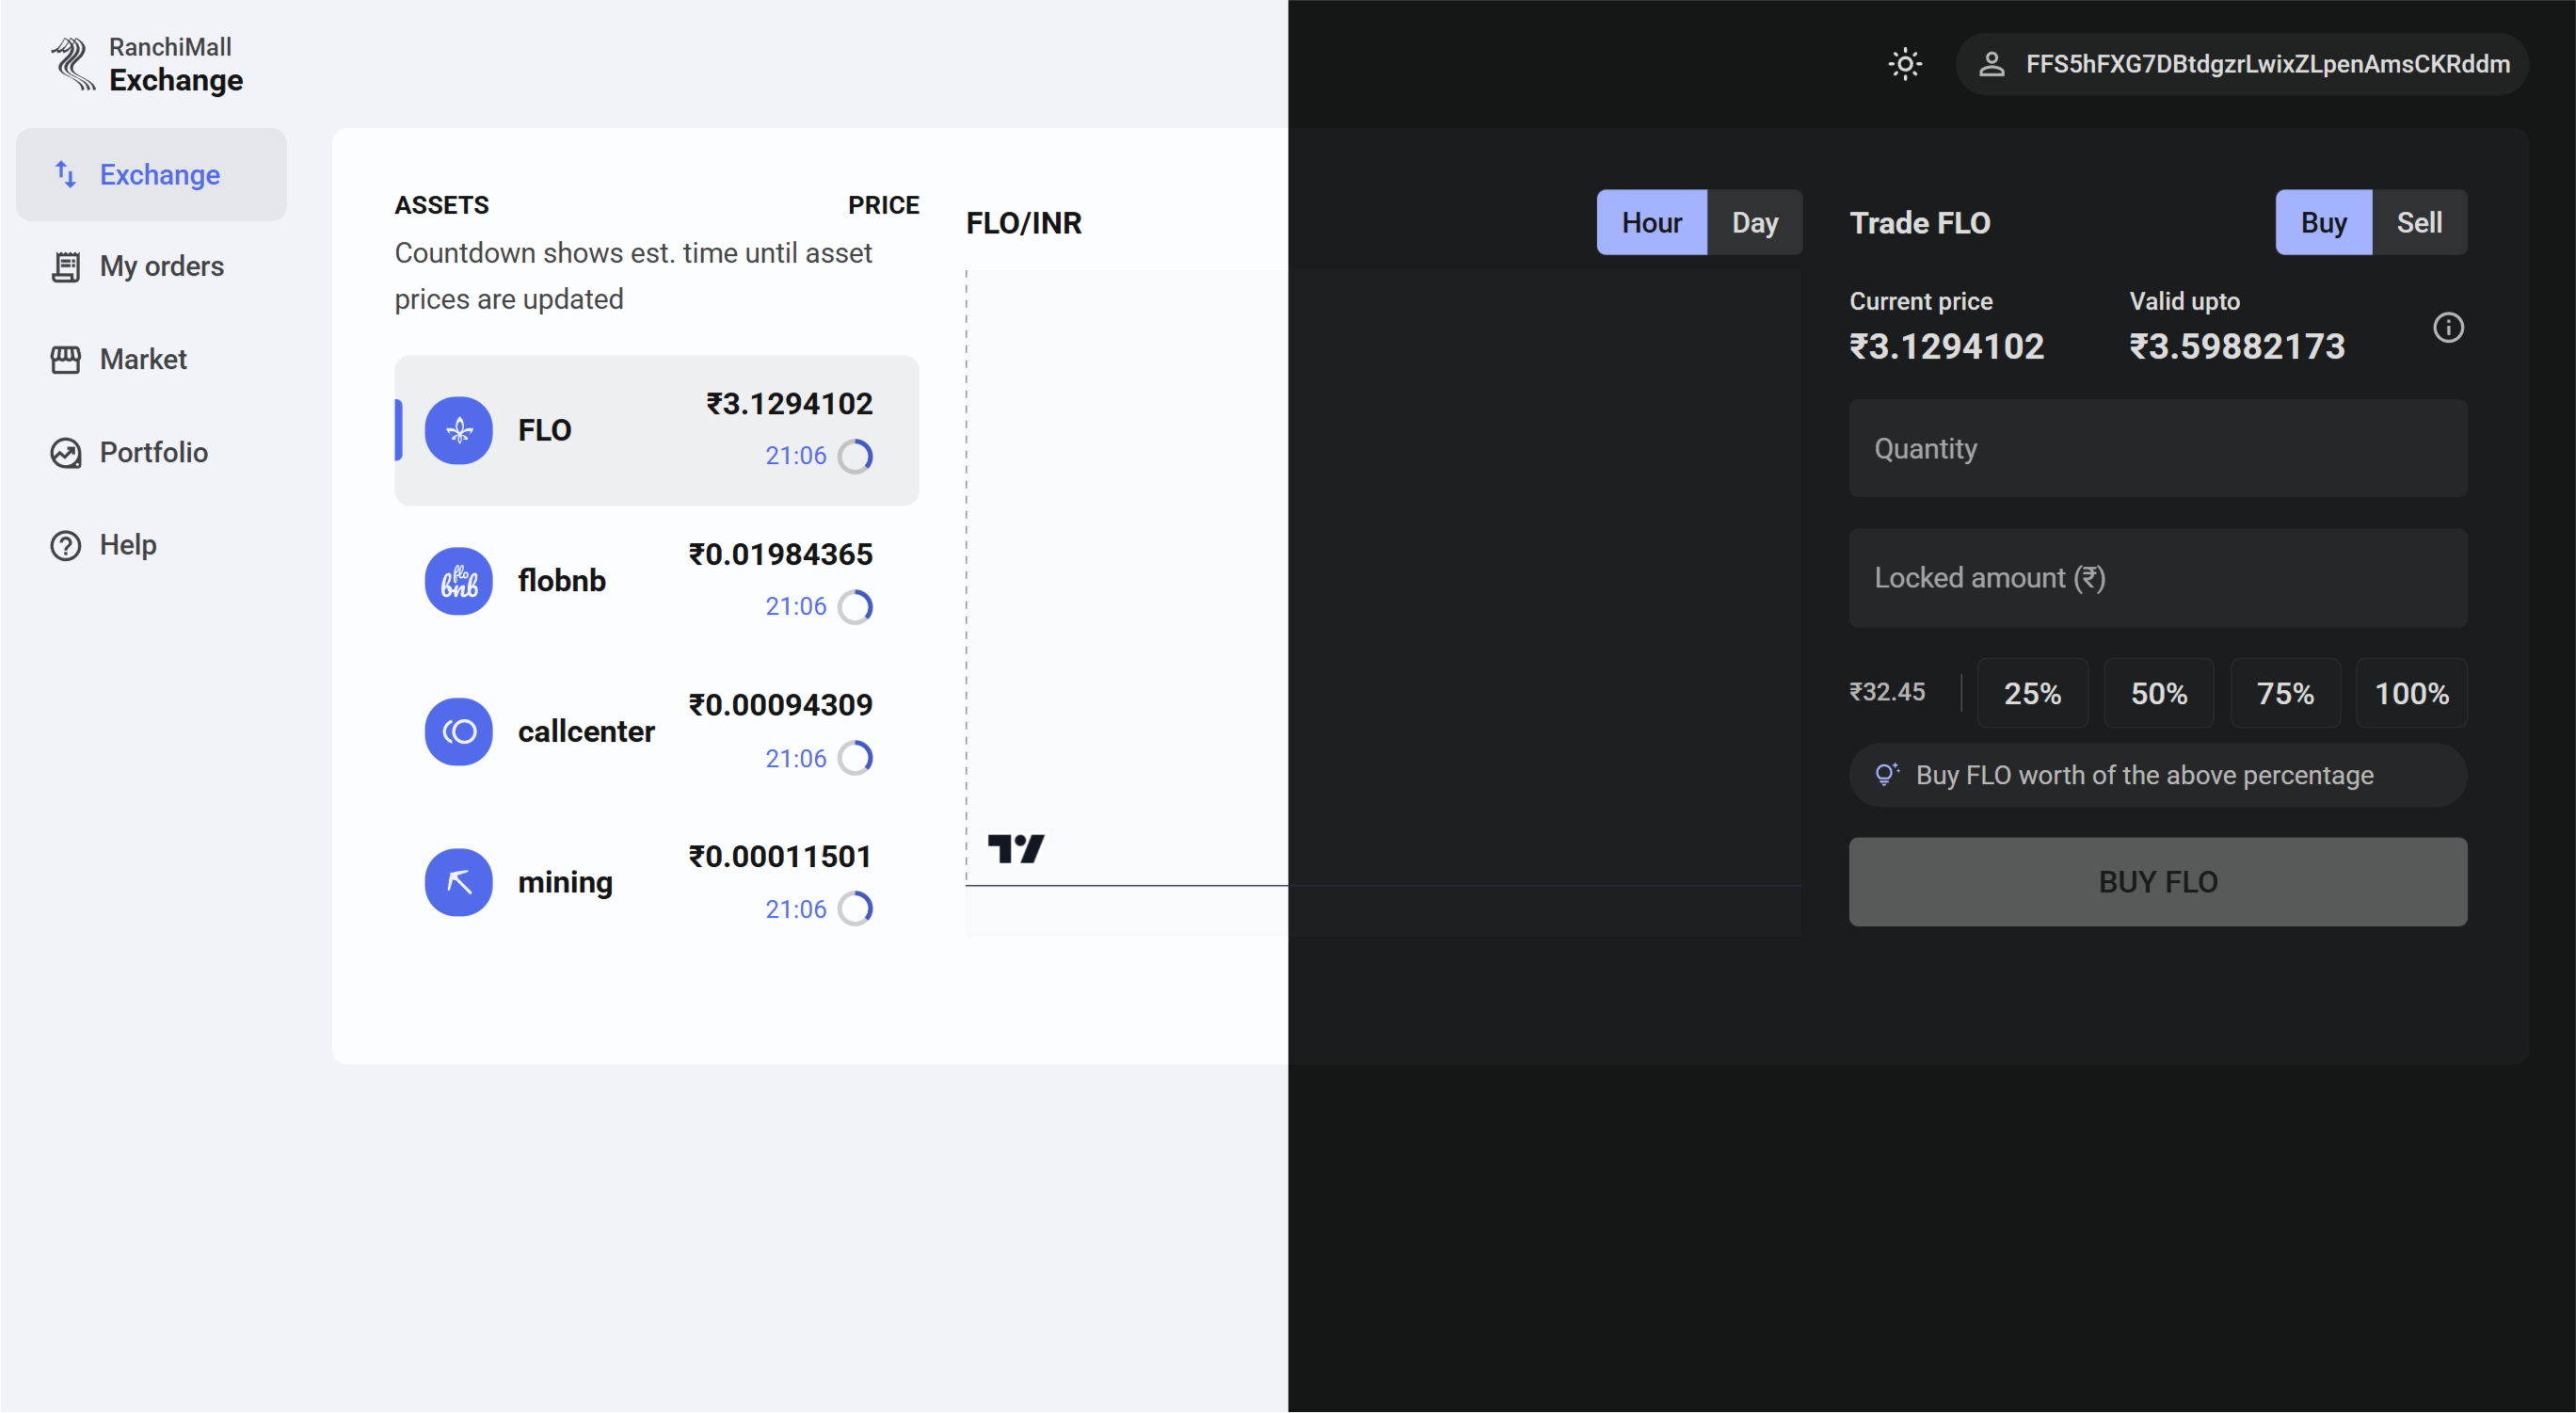 RanchiMall
Exchange
FFS5hFXG7DBtdgzrLwixZLpenAmsCKRddm
Exchange
My orders
Market
Portfolio
Help
ASSETS PRICE
Countdown shows est. time until asset
prices are updated
FLO ₹3.1294102
21:06
flo
bnb
flobnb ₹0.01984365
21:06
callcenter ₹0.00094309
21:06
mining ₹0.00011501
21:06
FLO/INR
Hour Day
Trade FLO
Buy Sell
Current price Valid upto
₹3.1294102 ₹3.59882173
Quantity
Locked amount (₹)
₹32.45 25% 50% 75% 100%
Buy FLO worth of the above percentage
BUY FLO